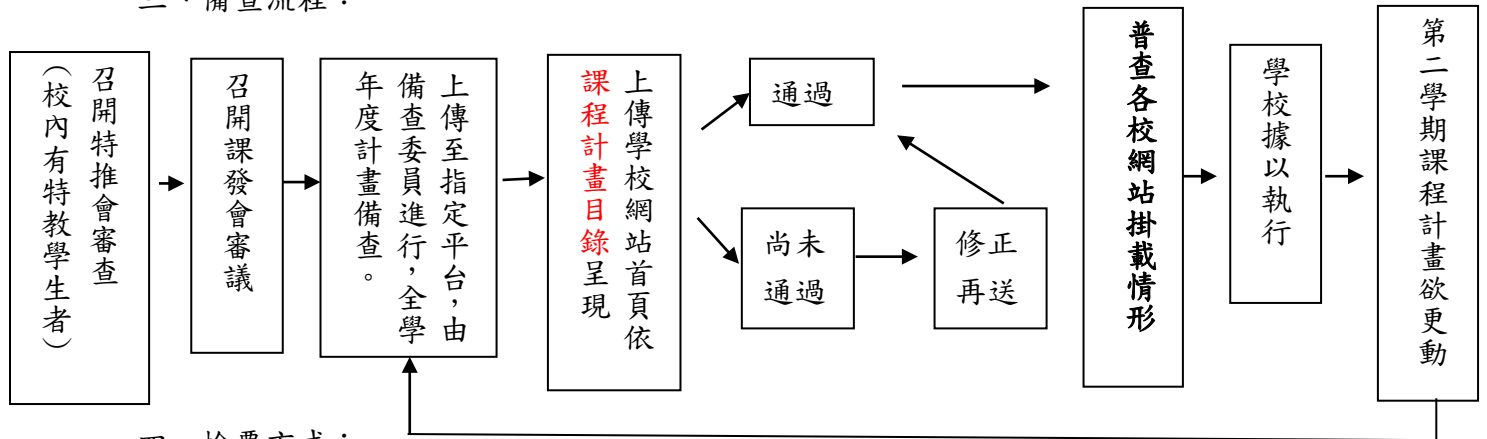 備查流程：
召開特推會審查
（校內有特教學生者）
召開課發會審議
上傳至指定平台，由
備查委員進行，全學
年度計畫備查。
上傳學校網站首頁依
課程計畫目錄呈現
通過
尚未
通過
修正
再送
普查各校網站掛載情形
學校據以執行
第二學期課程計畫欲更動
方式：